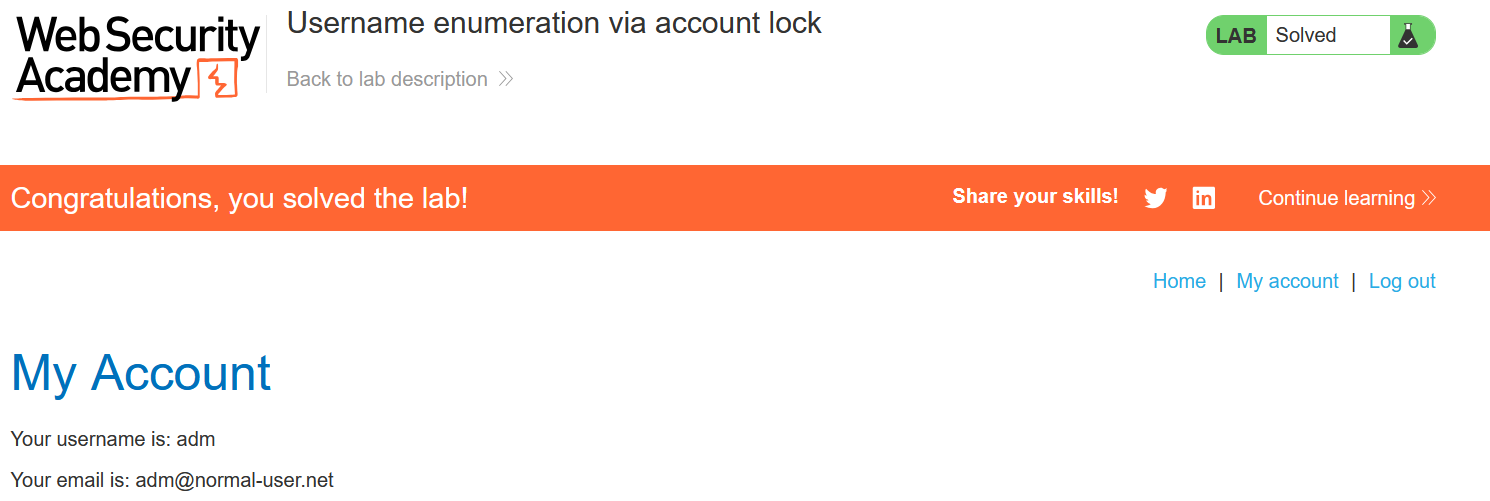 Web Security
Academy
Username enumeration via account lock
Back to lab description
LAB Solved
Congratulations, you solved the lab!
Share your skills!
Continue learning
Home | My account | Log out
My Account
Your username is: adm
Your email is: adm@normal-user.net